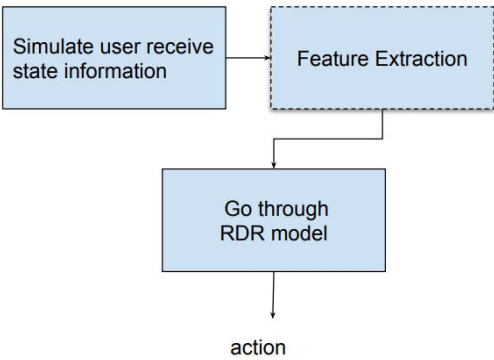 Simulate user receive
state information
Feature Extraction
Go through
RDR model
action